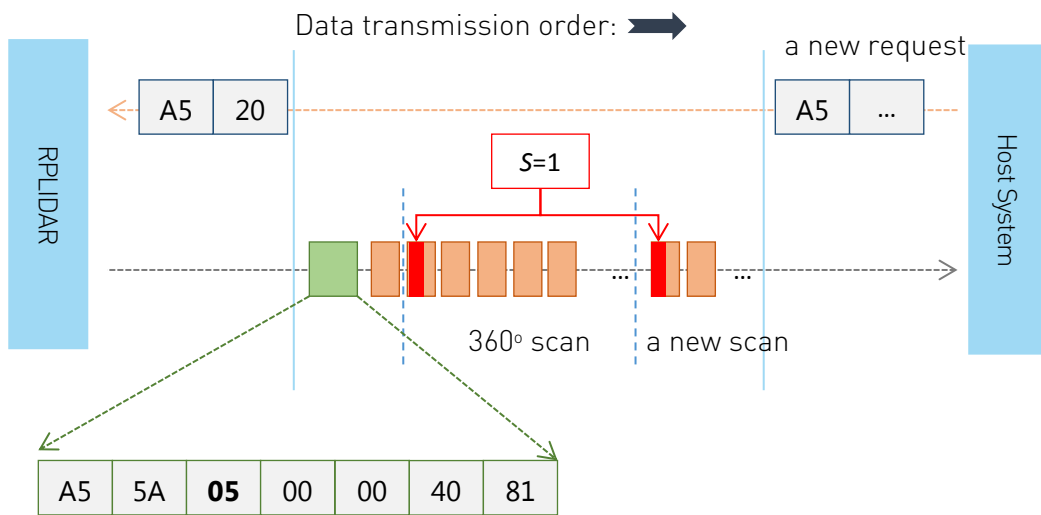 Data transmission order:
a new request
RPLIDAR
A5 20
A5 ...
Host System
S=1
... ...
360º scan
a new scan
A5 5A 05 00 00 40 81